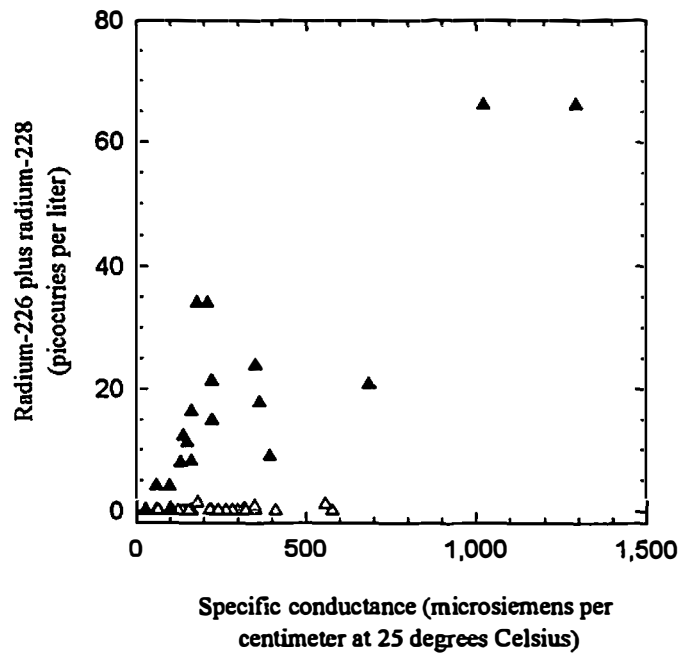 Radium-226 plus radium-228
(picocuries per liter)
80
60
40
20
0
0
500
1,000
1,500
Specific conductance (microsiemens per
centimeter at 25 degrees Celsius)